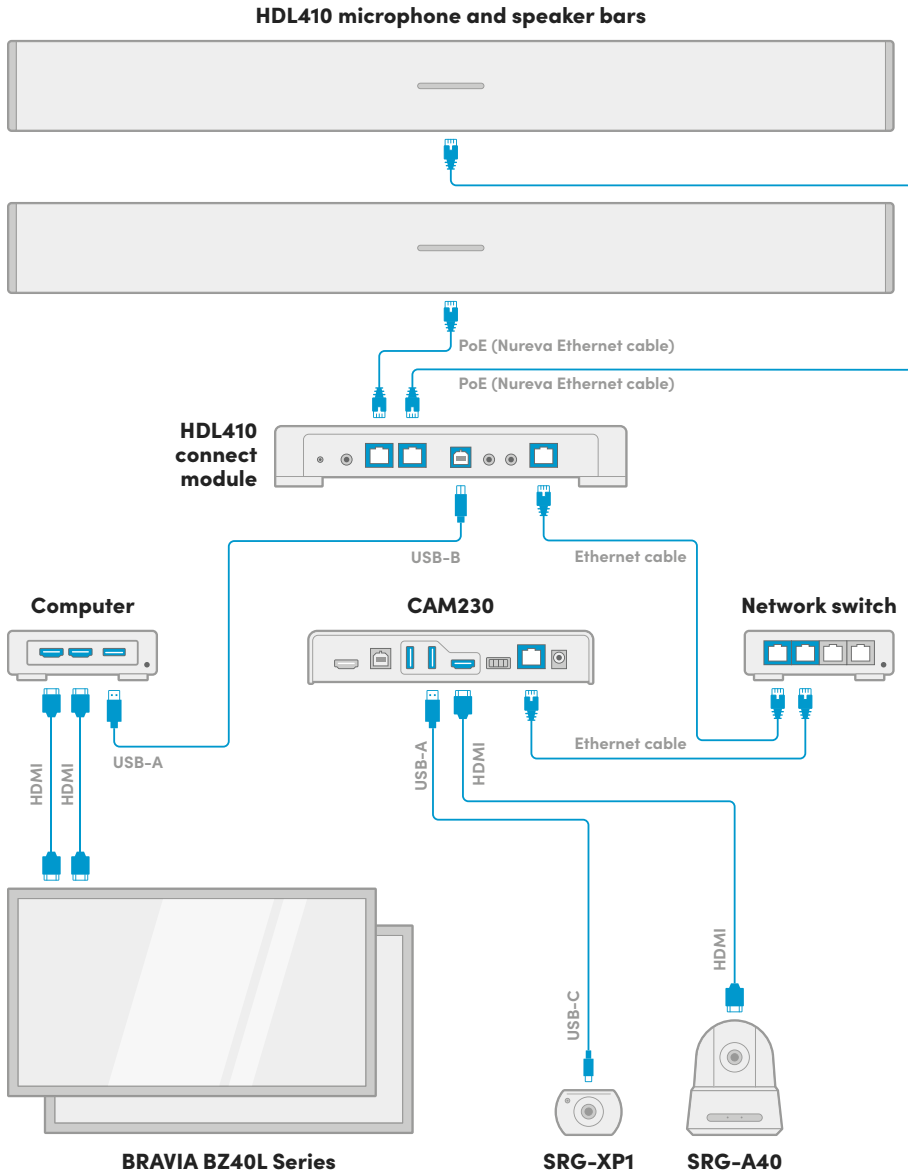 HDL410 microphone and speaker bars
PoE (Nureva Ethernet cable)
PoE (Nureva Ethernet cable)
HDL410
connect
module
USB-B
Ethernet cable
Computer
CAM230
Network switch
USB-A
HDMI
HDMI
USB-A
HDMI
Ethernet cable
HDMI
USB-C
BRAVIA BZ40L Series
SRG-XP1
SRG-A40